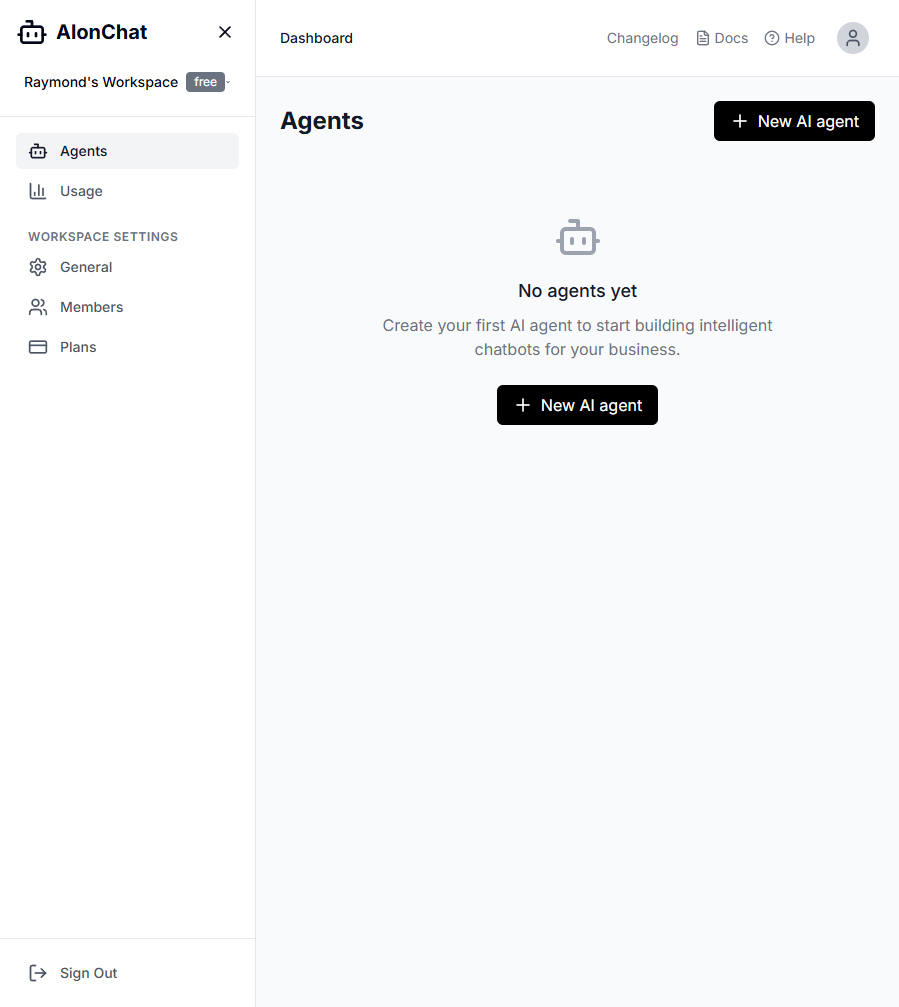 AlonChat
Raymond's Workspace free
Agents
Usage
WORKSPACE SETTINGS
General
Members
Plans
Sign Out
Dashboard
Changelog
Docs
Help
Agents
New AI agent
No agents yet
Create your first AI agent to start building intelligent
chatbots for your business.
New AI agent